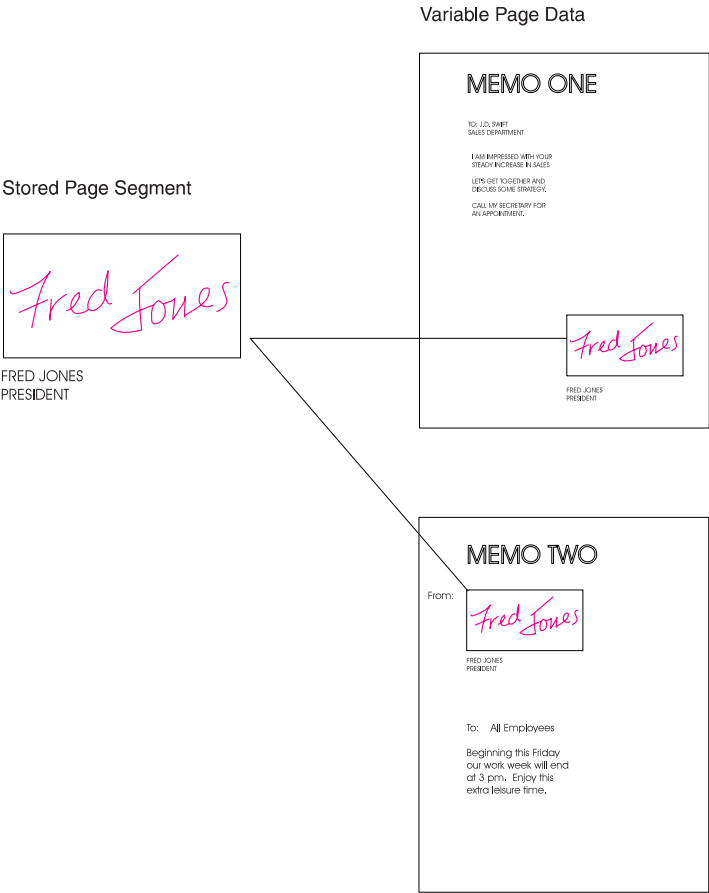 Variable Page Data
MEMO ONE
TO: J.D. SWIFT
SALES DEPARTMENT
I AM IMPRESSED WITH YOUR
STEADY INCREASE IN SALES
LET'S GET TOGETHER AND
DISCUSS SOME STRATEGY.
CALL MY SECRETARY FOR
AN APPOINTMENT.
Fred Jones
FRED JONES
PRESIDENT
Stored Page Segment
Fred Jones
FRED JONES
PRESIDENT
MEMO TWO
From:
Fred Jones
FRED JONES
PRESIDENT
To: All Employees
Beginning this Friday
our work week will end
at 3 pm. Enjoy this
extra leisure time.